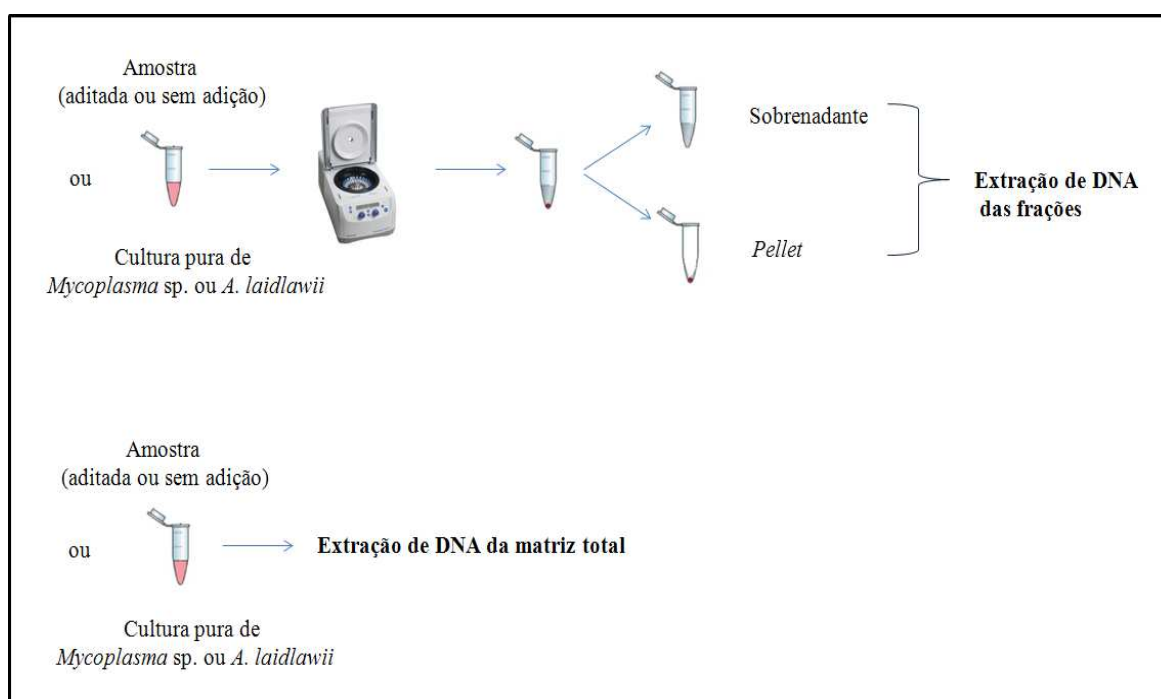 Amostra
(aditada ou sem adição)
ou
Cultura pura de
Mycoplasma sp. ou A. laidlawii
Sobrenadante
Pellet
Extração de DNA
das frações
Amostra
(aditada ou sem adição)
ou
Extração de DNA da matriz total
Cultura pura de
Mycoplasma sp. ou A. laidlawii